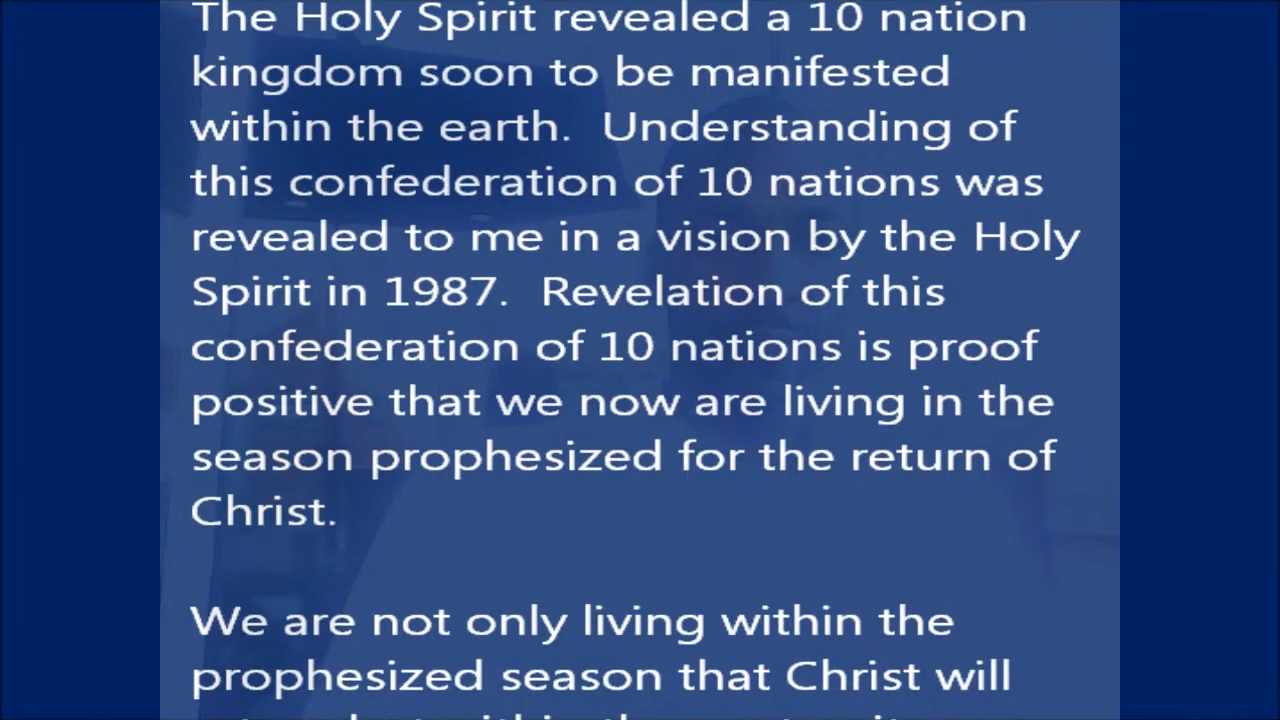 The Holy Spirit revealed a 10 nation
kingdom soon to be manifested
within the earth.  Understanding of
this confederation of 10 nations was
revealed to me in a vision by the Holy
Spirit in 1987.  Revelation of this
confederation of 10 nations is proof
positive that we now are living in the
season prophesized for the return of
Christ.
We are not only living within the
prophesized season that Christ will